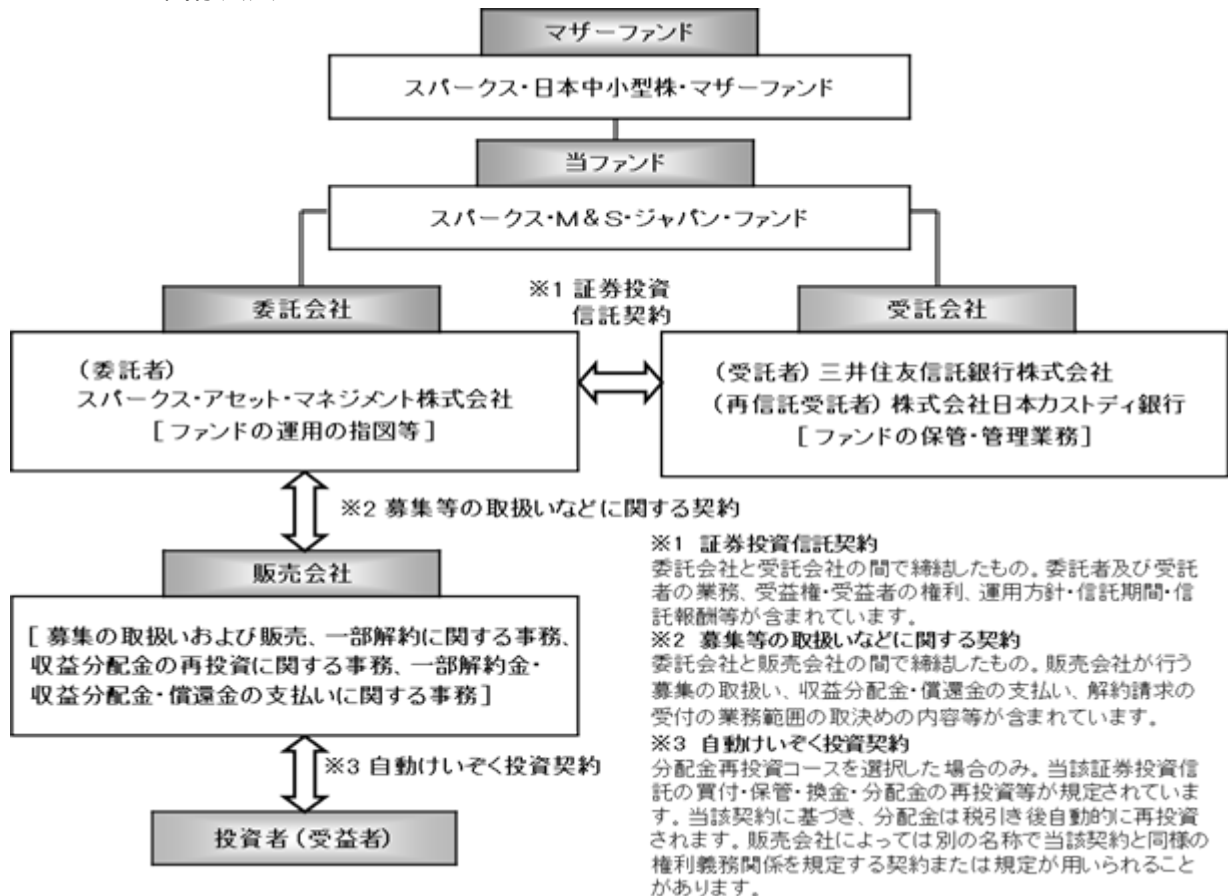 マザーファンド
スパークス・日本中小型株・マザーファンド
当ファンド
スパークス・M&S・ジャパン・ファンド
委託会社
(委託者)
スパークス・アセット・マネジメント株式会社
[ファンドの運用の指図等]
※1 証券投資
信託契約
受託会社
(受託者) 三井住友信託銀行株式会社
(再信託受託者) 株式会社日本カストディ銀行
[ファンドの保管・管理業務]
※2 募集等の取扱いなどに関する契約
販売会社
[募集の取扱いおよび販売、一部解約に関する事務、
収益分配金の再投資に関する事務、一部解約金・
収益分配金・償還金の支払いに関する事務]
※3 自動けいぞく投資契約
投資者(受益者)
※1 証券投資信託契約
委託会社と受託会社の間で締結したもの。委託者及び受託
者の業務、受益権・受益者の権利、運用方針・信託期間・信
託報酬等が含まれています。
※2 募集等の取扱いなどに関する契約
委託会社と販売会社の間で締結したもの。販売会社が行う
募集の取扱い、収益分配金・償還金の支払い、解約請求の
受付の業務範囲の取決めの内容等が含まれています。
※3 自動けいぞく投資契約
分配金再投資コースを選択した場合のみ。当該証券投資信
託の買付・保管・換金・分配金の再投資等が規定されていま
す。当該契約に基づき、分配金は税引き後自動的に再投資
されます。販売会社によっては別の名称で当該契約と同様の
権利義務関係を規定する契約または規定が用いられること
があります。